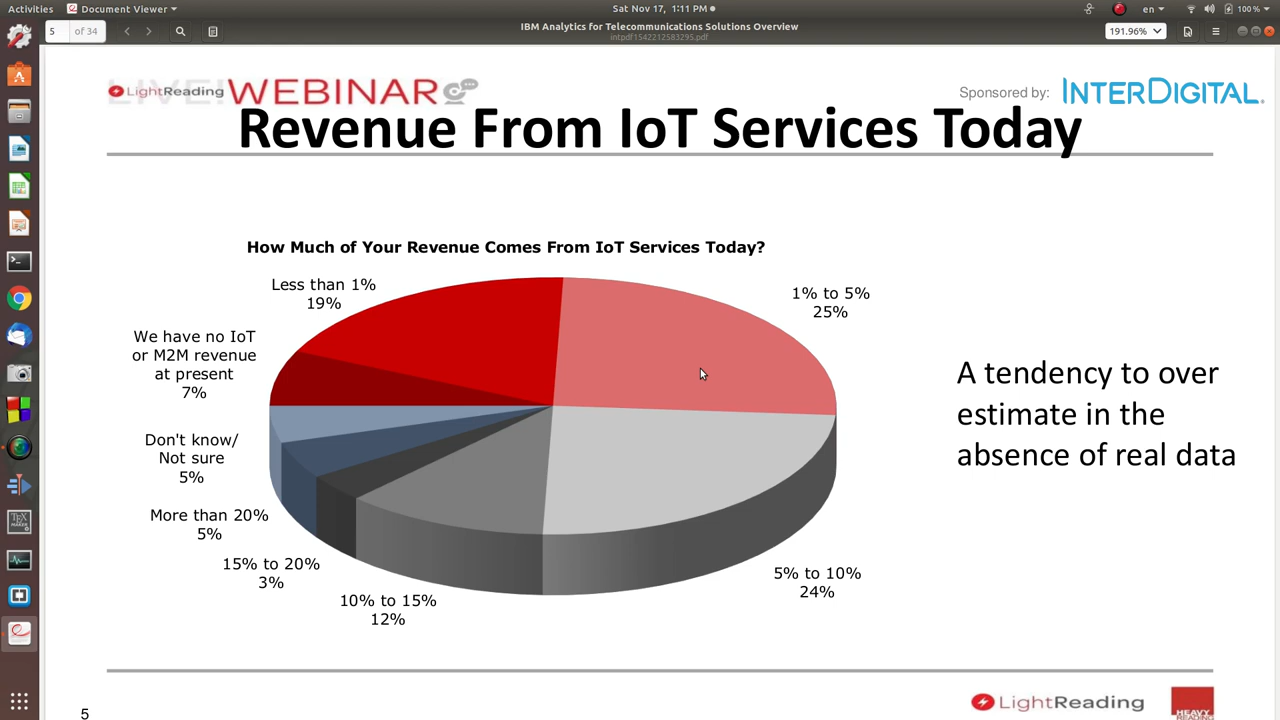 Activities
Document Viewer
Sat Nov 17, 1:11 PM
en
100 %
5
of 34
IBM Analytics for Telecommunications Solutions Overview
intpdf1542212583295.pdf
191.96%
LightReading
LIVE!
WEBINAR
Sponsored by:
INTERDIGITAL.
Revenue From IoT Services Today
How Much of Your Revenue Comes From IoT Services Today?
Less than 1%
19%
1% to 5%
25%
We have no IoT
or M2M revenue
at present
7%
Don't know/
Not sure
5%
More than 20%
5%
15% to 20%
3%
10% to 15%
12%
5% to 10%
24%
A tendency to over
estimate in the
absence of real data
5
LightReading
HEAVY